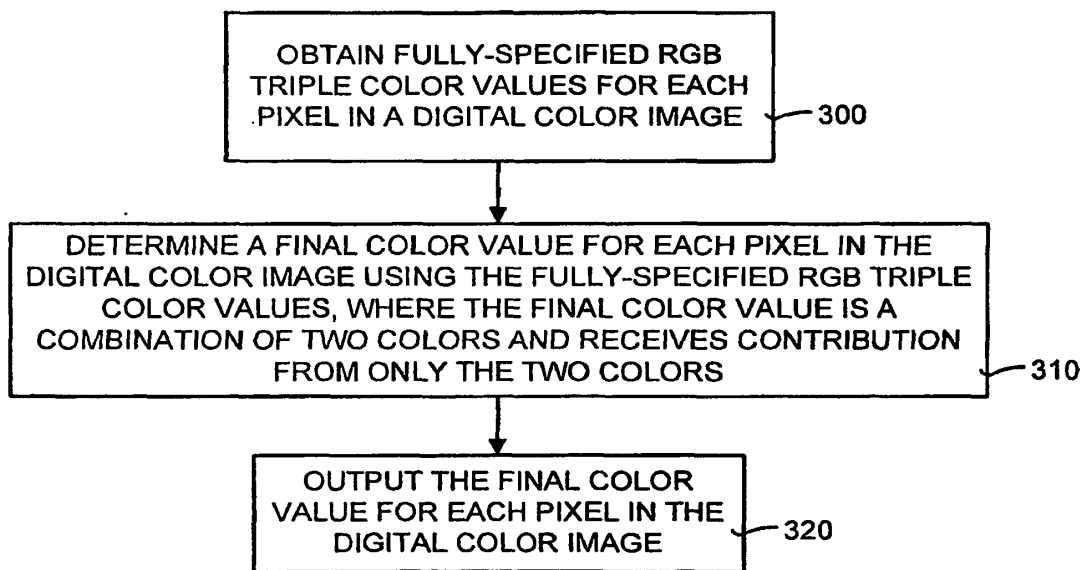 OBTAIN FULLY-SPECIFIED RGB
TRIPLE COLOR VALUES FOR EACH
PIXEL IN A DIGITAL COLOR IMAGE
300
DETERMINE A FINAL COLOR VALUE FOR EACH PIXEL IN THE
DIGITAL COLOR IMAGE USING THE FULLY-SPECIFIED RGB TRIPLE
COLOR VALUES, WHERE THE FINAL COLOR VALUE IS A
COMBINATION OF TWO COLORS AND RECEIVES CONTRIBUTION
FROM ONLY THE TWO COLORS
310
OUTPUT THE FINAL COLOR
VALUE FOR EACH PIXEL IN THE
DIGITAL COLOR IMAGE
320